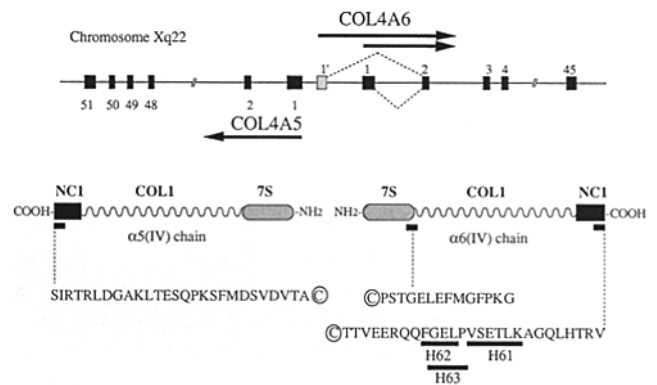 COL4A6
Chromosome Xq22
1' 1 2 3 4 45
51 50 49 48 2 1
COL4A5
NC1 COL1 7S 7S COL1 NC1
COOH- -NH2 NH2- -COOH
α5(IV) chain α6(IV) chain
SIRTRLDGAKLTESQPKSFMDSVDVTA© ©PSTGELEFMGFPKG
©TTVEERQQFGELPVSETLKAGQLHTRV
H62 H61
H63